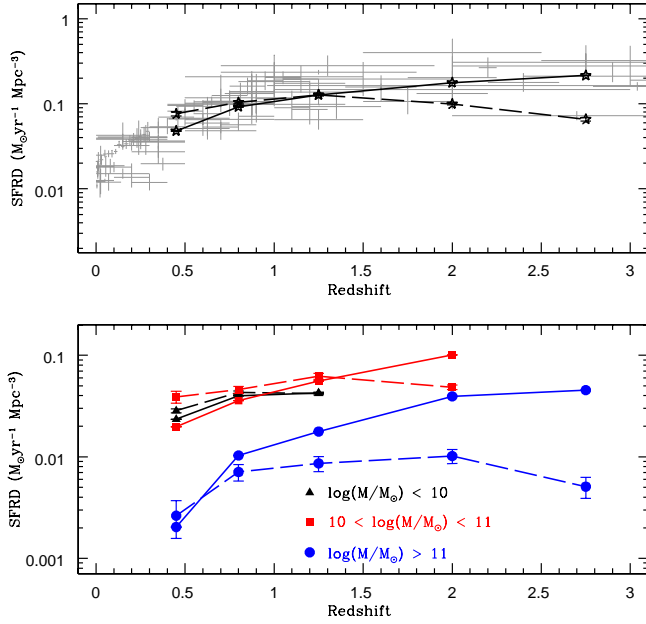 1
0.1
0.01
SFRD (M☉yr⁻¹ Mpc⁻³)
0 0.5 1 1.5 2 2.5 3
Redshift
0.1
0.01
0.001
SFRD (M☉yr⁻¹ Mpc⁻³)
log(M/M☉) < 10
10 < log(M/M☉) < 11
log(M/M☉) > 11
0 0.5 1 1.5 2 2.5 3
Redshift